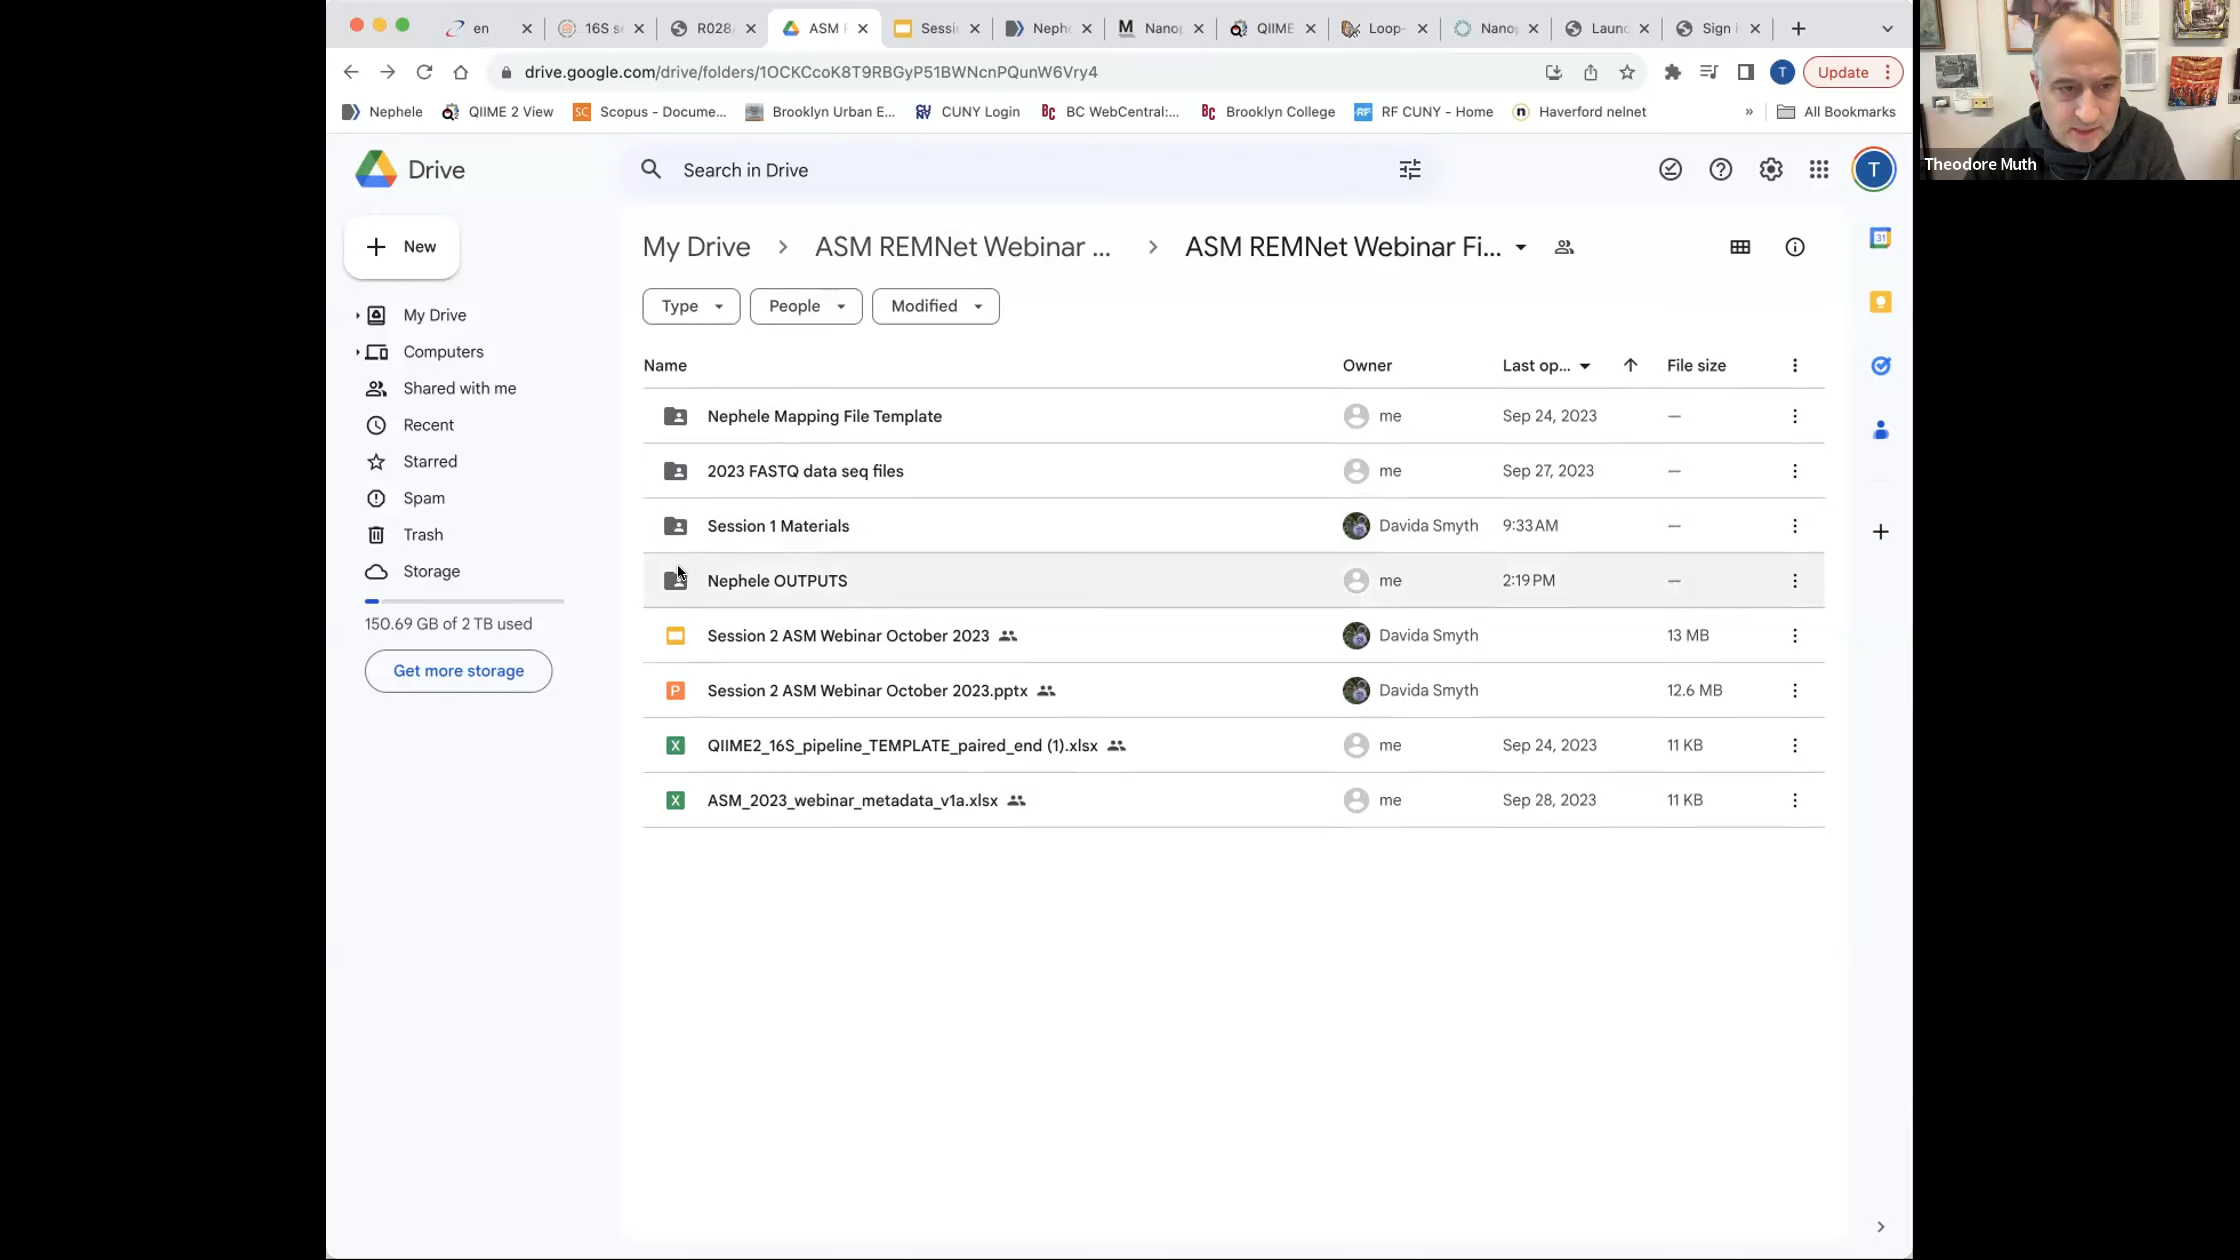 en
16S s
R028
ASM F
Sessi
Neph
Nano
QIIME
Loop-
Nano
Laun
Sign i
drive.google.com/drive/folders/1OCKCcoK8T9RBGyP51BWNcnPQunW6Vry4
T
Update
Nephele
QIIME 2 View
SC Scopus - Docume...
Brooklyn Urban E...
CUNY Login
BC BC WebCentral:...
Bc Brooklyn College
RF RF CUNY - Home
n Haverford nelnet
»
All Bookmarks
Theodore Muth
Drive
Search in Drive
T
New
My Drive > ASM REMNet Webinar ... > ASM REMNet Webinar Fi...
31
Type
People
Modified
My Drive
Computers
Shared with me
Recent
Starred
Spam
Trash
Storage
150.69 GB of 2 TB used
Get more storage
Name Owner Last op... File size
Nephele Mapping File Template me Sep 24, 2023 —
2023 FASTQ data seq files me Sep 27, 2023 —
Session 1 Materials Davida Smyth 9:33 AM —
Nephele OUTPUTS me 2:19 PM —
Session 2 ASM Webinar October 2023 Davida Smyth 13 MB
P Session 2 ASM Webinar October 2023.pptx Davida Smyth 12.6 MB
X QIIME2_16S_pipeline_TEMPLATE_paired_end (1).xlsx me Sep 24, 2023 11 KB
X ASM_2023_webinar_metadata_v1a.xlsx me Sep 28, 2023 11 KB